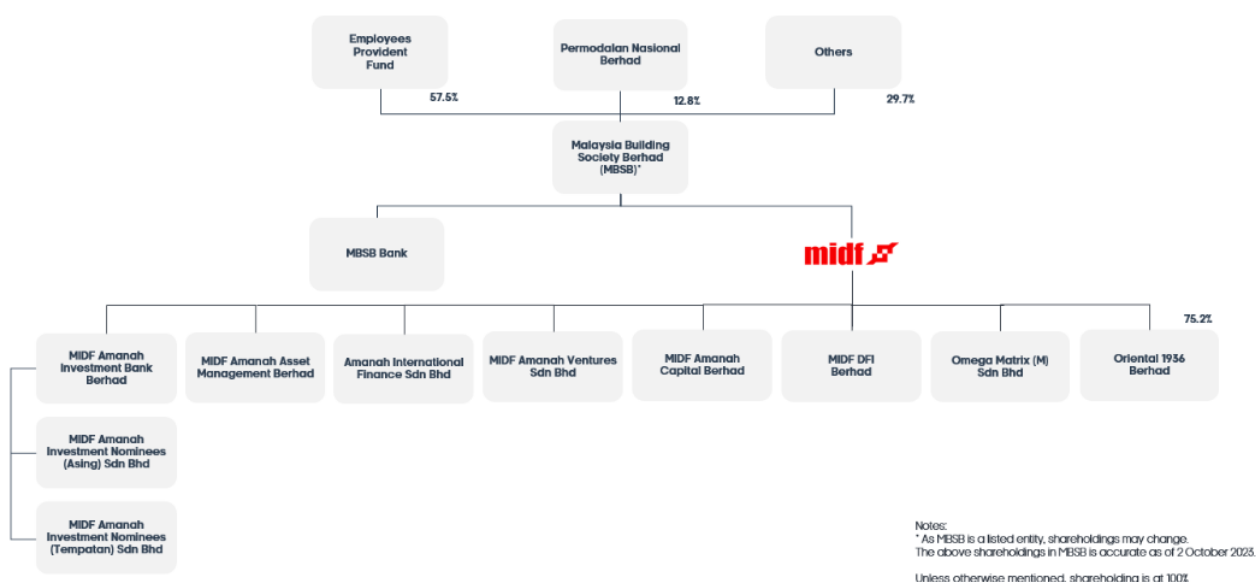 Employees
Provident
Fund
Permodalan Nasional
Berhad
Others
57.5%
12.8%
29.7%
Malaysia Building
Society Berhad
(MBSB)*
MBSB Bank
midf
75.2%
MIDF Amanah
Investment Bank
Berhad
MIDF Amanah Asset
Management Berhad
Amanah International
Finance Sdn Bhd
MIDF Amanah Ventures
Sdn Bhd
MIDF Amanah
Capital Berhad
MIDF DFI
Berhad
Omega Matrix (M)
Sdn Bhd
Oriental 1936
Berhad
MIDF Amanah
Investment Nominees
(Asing) Sdn Bhd
MIDF Amanah
Investment Nominees
(Tempatan) Sdn Bhd
Notes:
* As MBSB is a listed entity, shareholdings may change.
The above shareholdings in MBSB is accurate as of 2 October 2023.
Unless otherwise mentioned, shareholding is at 100%